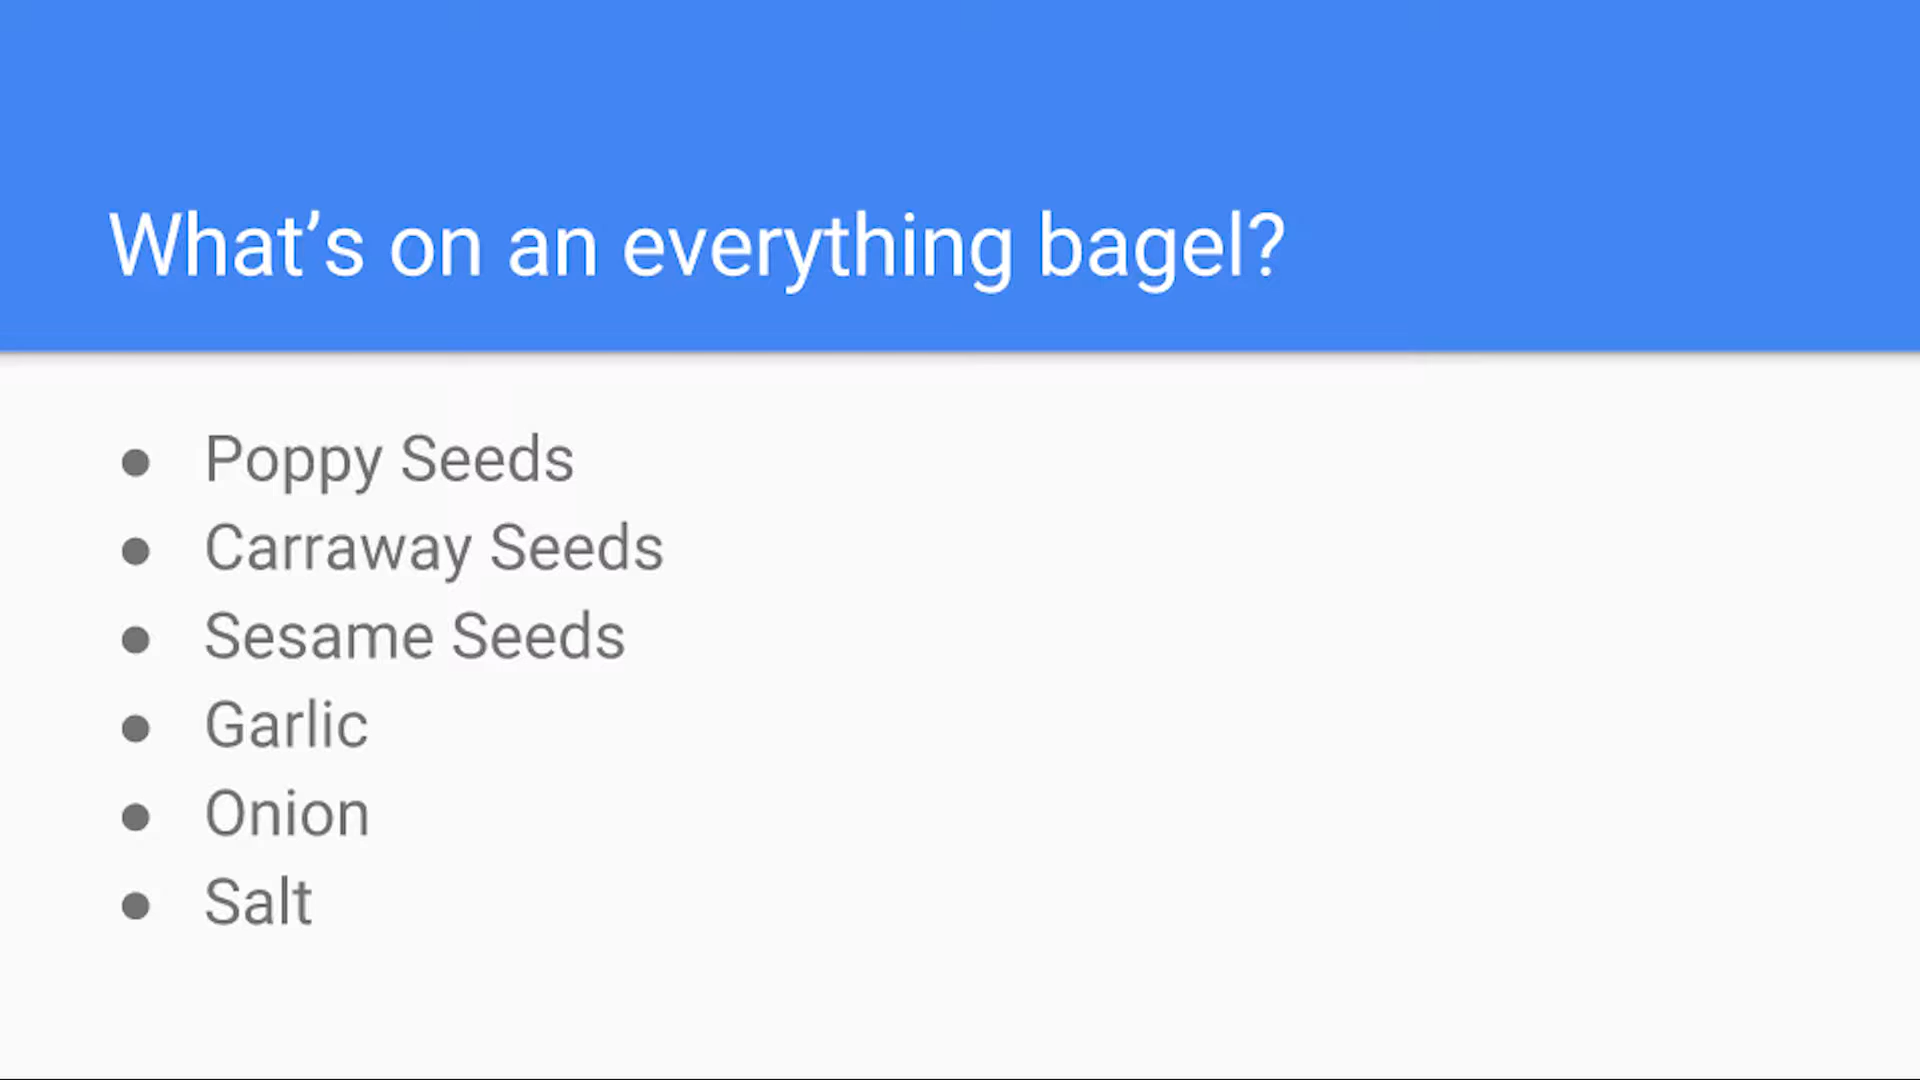 What’s on an everything bagel?
● Poppy Seeds
● Carraway Seeds
● Sesame Seeds
● Garlic
● Onion
● Salt